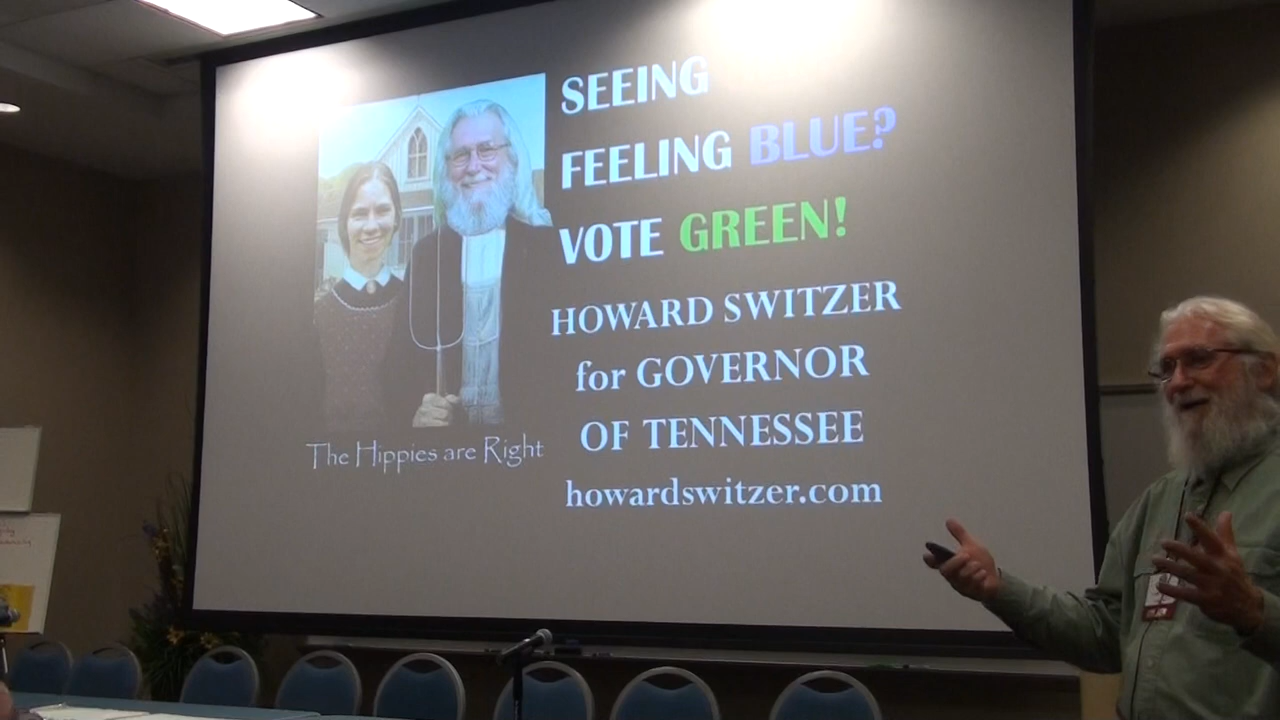 SEEING
FEELING BLUE?
VOTE GREEN!
HOWARD SWITZER
for GOVERNOR
OF TENNESSEE
howardswitzer.com
The Hippies are Right